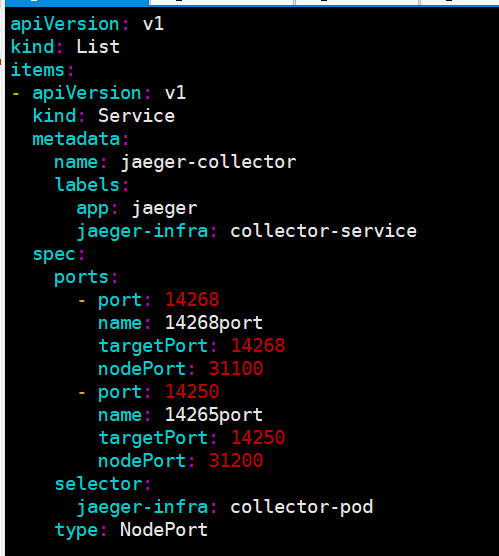 apiVersion: v1
kind: List
items:
- apiVersion: v1
  kind: Service
  metadata:
    name: jaeger-collector
    labels:
      app: jaeger
      jaeger-infra: collector-service
  spec:
    ports:
      - port: 14268
        name: 14268port
        targetPort: 14268
        nodePort: 31100
      - port: 14250
        name: 14265port
        targetPort: 14250
        nodePort: 31200
    selector:
      jaeger-infra: collector-pod
    type: NodePort